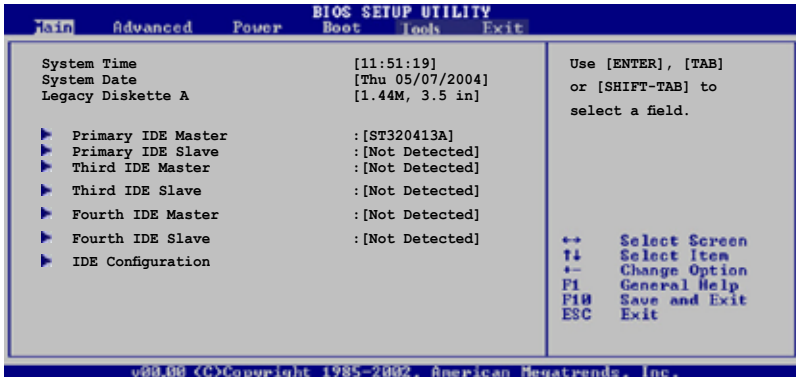 BIOS SETUP UTILITY
Main Advanced Power Boot Tools Exit
System Time [11:51:19]
System Date [Thu 05/07/2004]
Legacy Diskette A [1.44M, 3.5 in]
Primary IDE Master :[ST320413A]
Primary IDE Slave :[Not Detected]
Third IDE Master :[Not Detected]
Third IDE Slave :[Not Detected]
Fourth IDE Master :[Not Detected]
Fourth IDE Slave :[Not Detected]
IDE Configuration
Use [ENTER], [TAB]
or [SHIFT-TAB] to
select a field.
←→ Select Screen
↑↓ Select Item
+- Change Option
F1 General Help
F10 Save and Exit
ESC Exit
v00.00 (C)Copyright 1985-2002, American Megatrends, Inc.